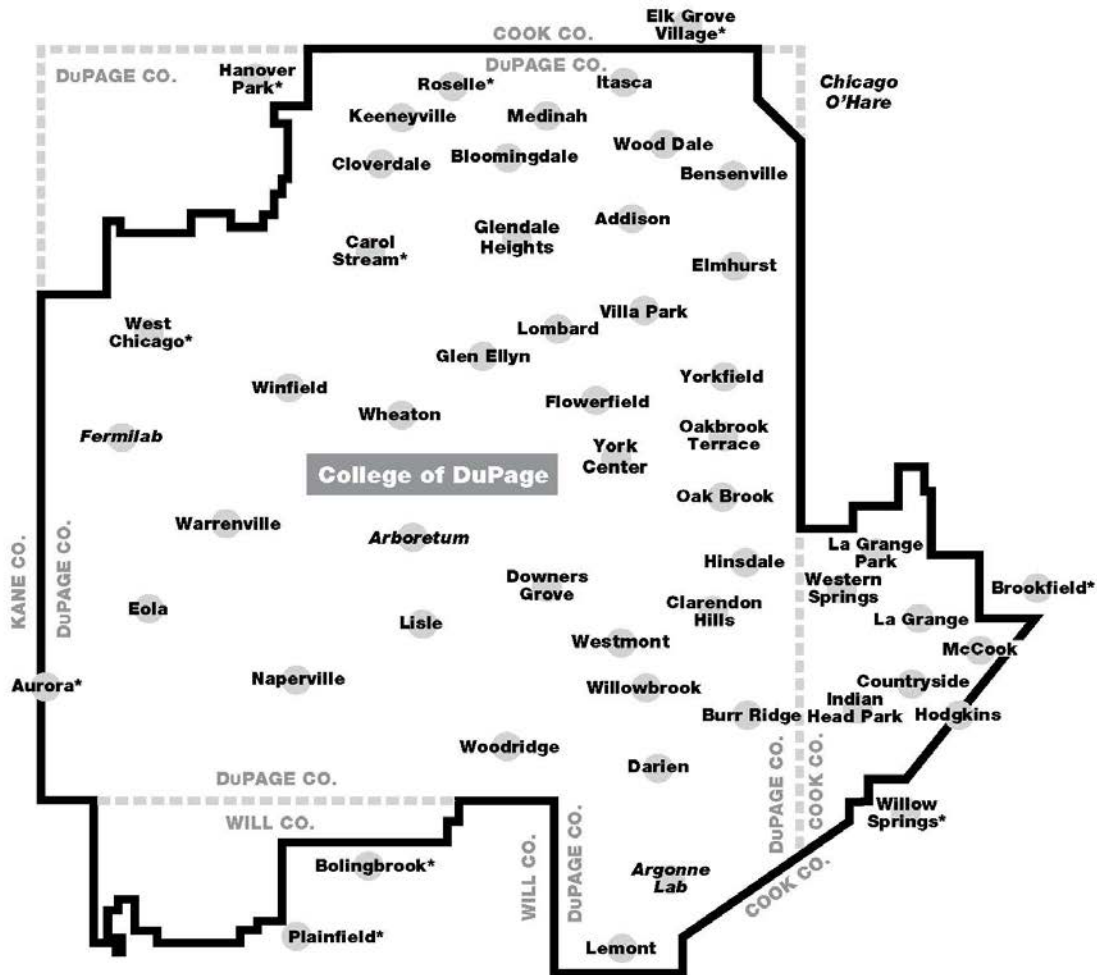 Elk Grove
Village*
COOK CO.
DuPAGE CO.
DuPAGE CO.
Hanover
Park*
Roselle*
Itasca
Chicago
O'Hare
Keeneyville
Medinah
Wood Dale
Cloverdale
Bloomingdale
Bensenville
Addison
Glendale
Heights
Carol
Stream*
Elmhurst
West
Chicago*
Villa Park
Lombard
Glen Ellyn
Yorkfield
Winfield
Flowerfield
Wheaton
Fermilab
Oakbrook
Terrace
York
Center
College of DuPage
Oak Brook
Warrenville
Arboretum
La Grange
Park
Hinsdale
Western
Springs
Brookfield*
KANE CO.
DuPAGE CO.
Downers
Grove
Eola
Clarendon
Hills
Lisle
La Grange
Westmont
McCook
Aurora*
Naperville
Willowbrook
Countryside
Burr Ridge
Indian
Head Park
Hodgkins
Woodridge
Darien
DuPAGE CO.
COOK CO.
DuPAGE CO.
WILL CO.
Willow
Springs*
Bolingbrook*
WILL CO.
DuPAGE CO.
Argonne
Lab
COOK CO.
Plainfield*
Lemont